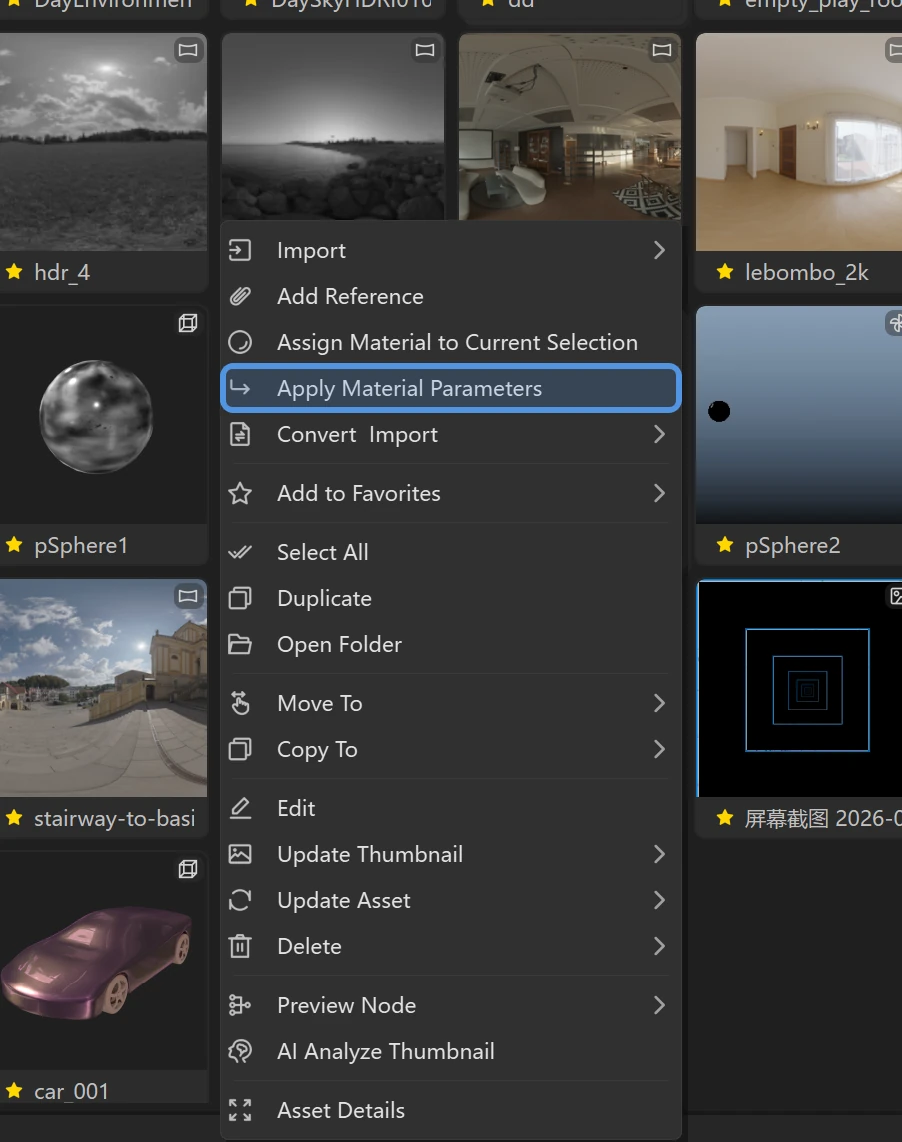 hdr_4
lebombo_2k
Import
Add Reference
Assign Material to Current Selection
Apply Material Parameters
Convert  Import
Add to Favorites
Select All
Duplicate
Open Folder
Move To
Copy To
Edit
Update Thumbnail
Update Asset
Delete
Preview Node
AI Analyze Thumbnail
Asset Details
pSphere1
pSphere2
stairway-to-basi
屏幕截图 2026-0
car_001